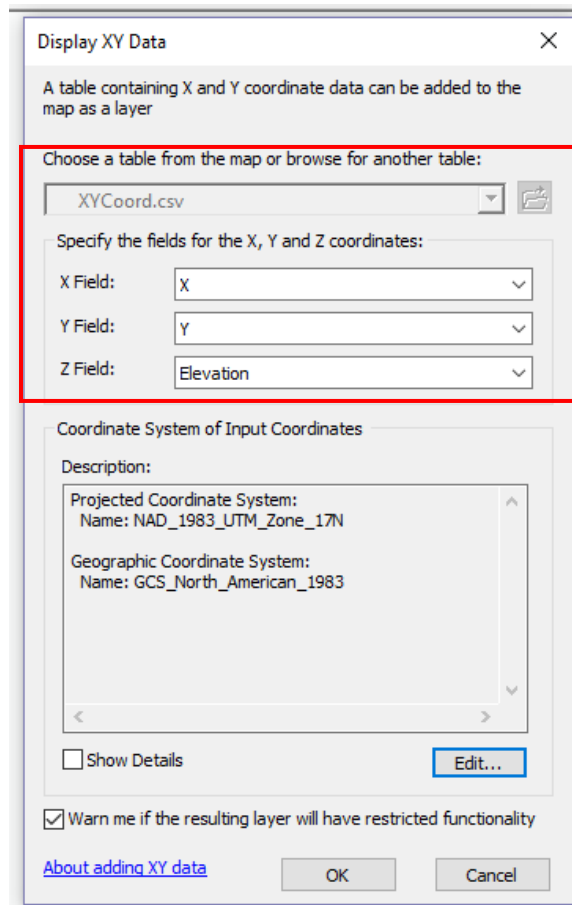 Display XY Data
A table containing X and Y coordinate data can be added to the
map as a layer
Choose a table from the map or browse for another table:
XYCoord.csv
Specify the fields for the X, Y and Z coordinates:
X Field:
X
Y Field:
Y
Z Field:
Elevation
Coordinate System of Input Coordinates
Description:
Projected Coordinate System:
Name: NAD_1983_UTM_Zone_17N
Geographic Coordinate System:
Name: GCS_North_American_1983
Show Details
Edit...
Warn me if the resulting layer will have restricted functionality
About adding XY data
OK
Cancel